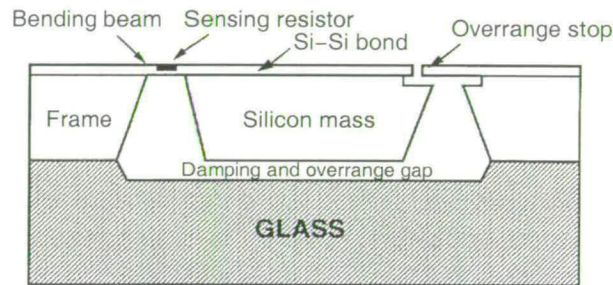 Bending beam
Sensing resistor
Si–Si bond
Overrange stop
Frame
Silicon mass
Damping and overrange gap
GLASS